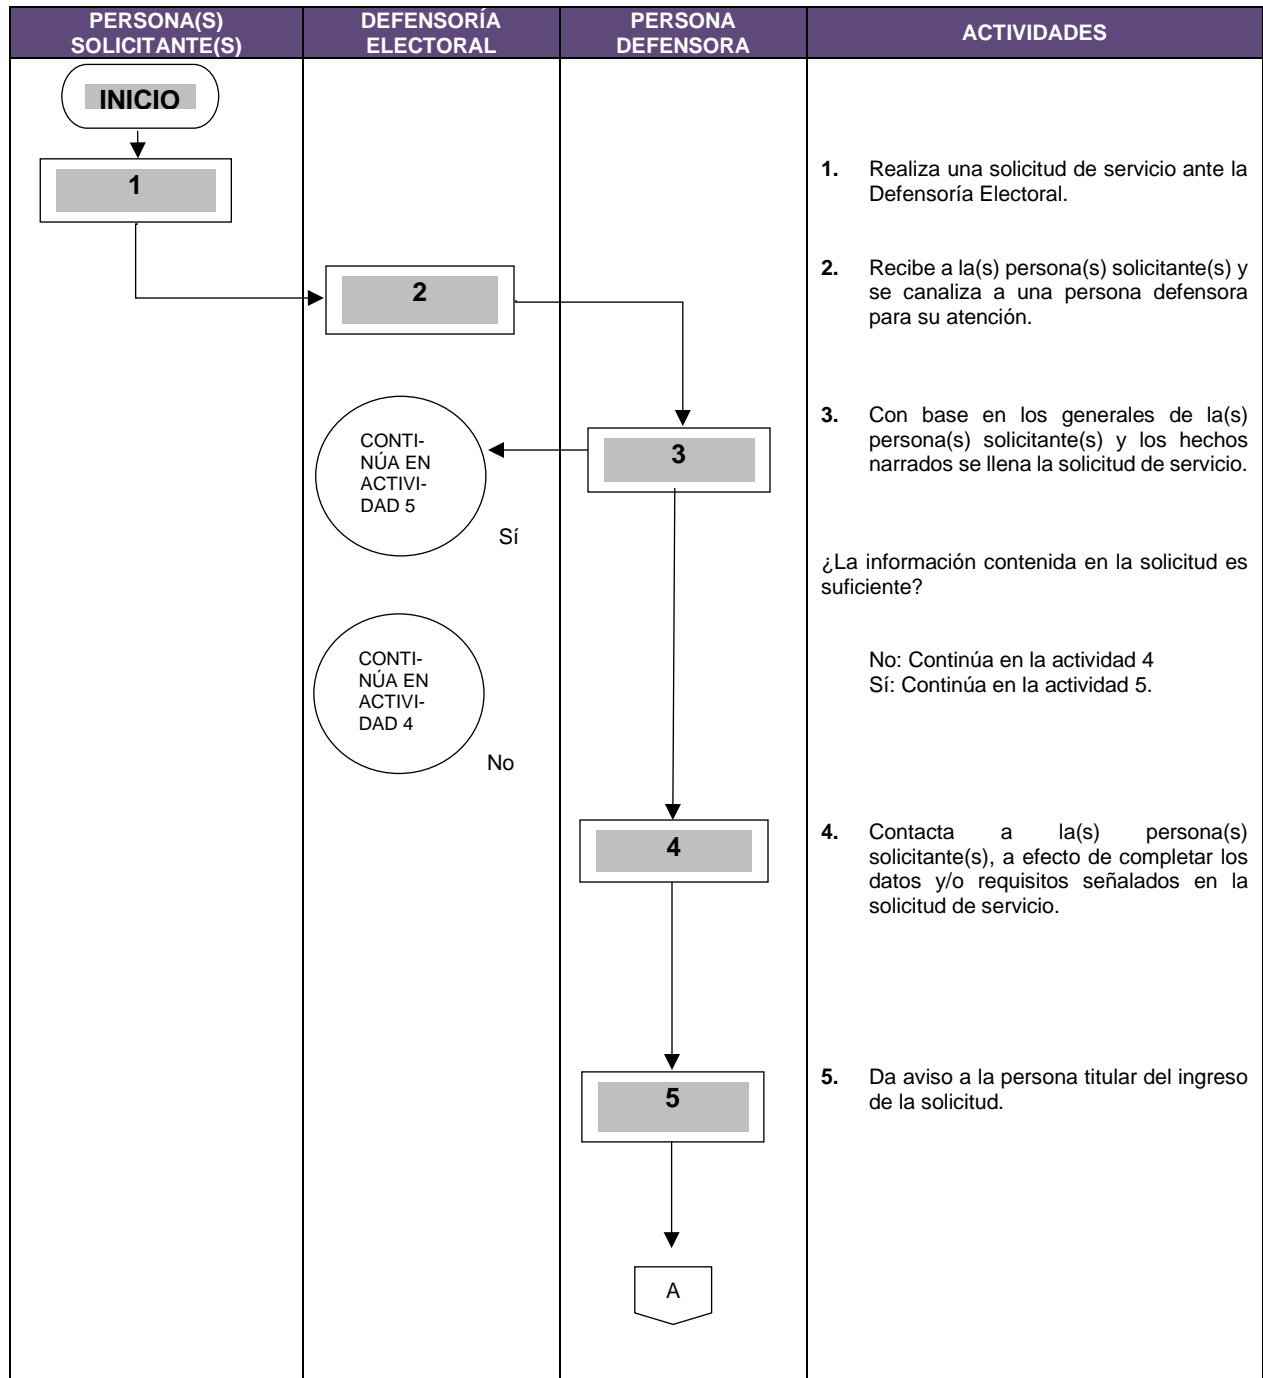 PERSONA(S)
SOLICITANTE(S)
DEFENSORÍA
ELECTORAL
PERSONA
DEFENSORA
ACTIVIDADES
INICIO
1
1. Realiza una solicitud de servicio ante la
Defensoría Electoral.
2
2. Recibe a la(s) persona(s) solicitante(s) y
se canaliza a una persona defensora
para su atención.
CONTI-
NÚA EN
ACTIVI-
DAD 5
Sí
3
3. Con base en los generales de la(s)
persona(s) solicitante(s) y los hechos
narrados se llena la solicitud de servicio.
¿La información contenida en la solicitud es
suficiente?
CONTI-
NÚA EN
ACTIVI-
DAD 4
No
No: Continúa en la actividad 4
Sí: Continúa en la actividad 5.
4
4. Contacta a la(s) persona(s)
solicitante(s), a efecto de completar los
datos y/o requisitos señalados en la
solicitud de servicio.
5
5. Da aviso a la persona titular del ingreso
de la solicitud.
A